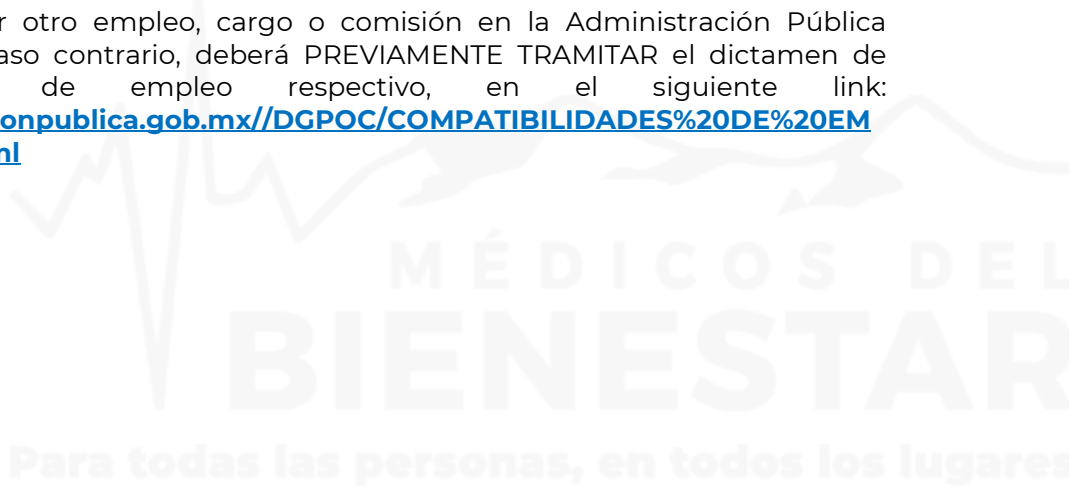 r otro empleo, cargo o comisión en la Administración Pública
aso contrario, deberá PREVIAMENTE TRAMITAR el dictamen de
de empleo respectivo, en el siguiente link:
onpublica.gob.mx//DGPOC/COMPATIBILIDADES%20DE%20EM
ml
MÉDICOS DEL
BIENESTAR
Para todas las personas, en todos los lugares